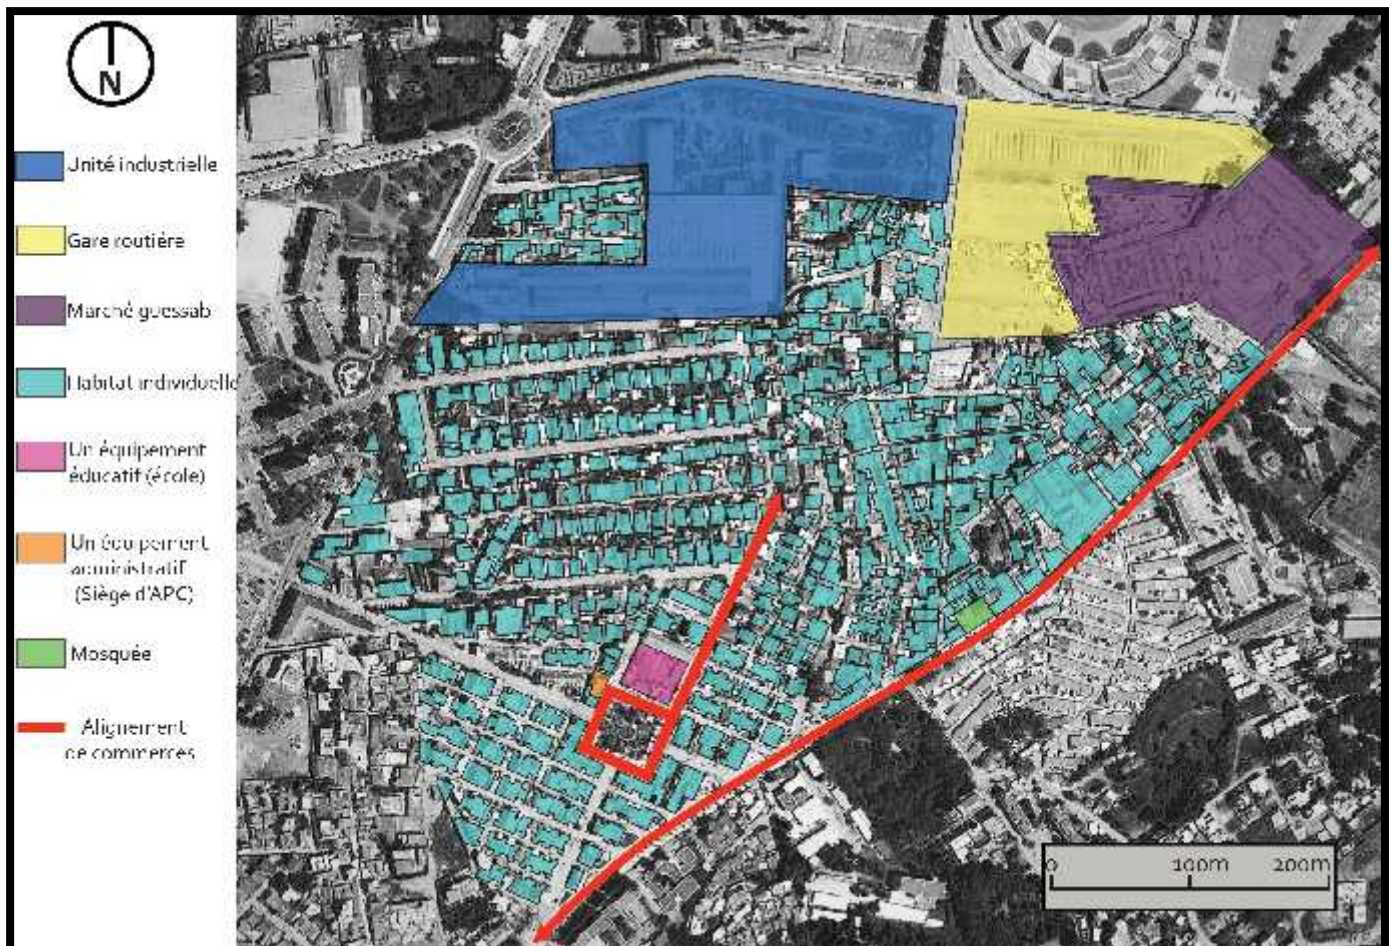 N
Unité industrielle
Gare routière
Marché guessab
Habitat individuelle
Un équipement
éducatif (école)
Un équipement
administratif
(Siège d'APC)
Mosquée
Alignement
de commerces
0 100m 200m